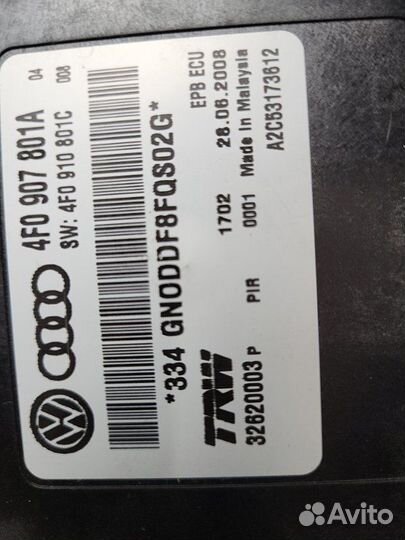 4F0 907 801A 04
SW: 4F0 910 801C 008
*334 GNODDF8FQS02G*
TRW
EPB ECU
1702 28.06.2008
32620003 P PIR 0001 Made in Malaysia
A2C53173612
Avito